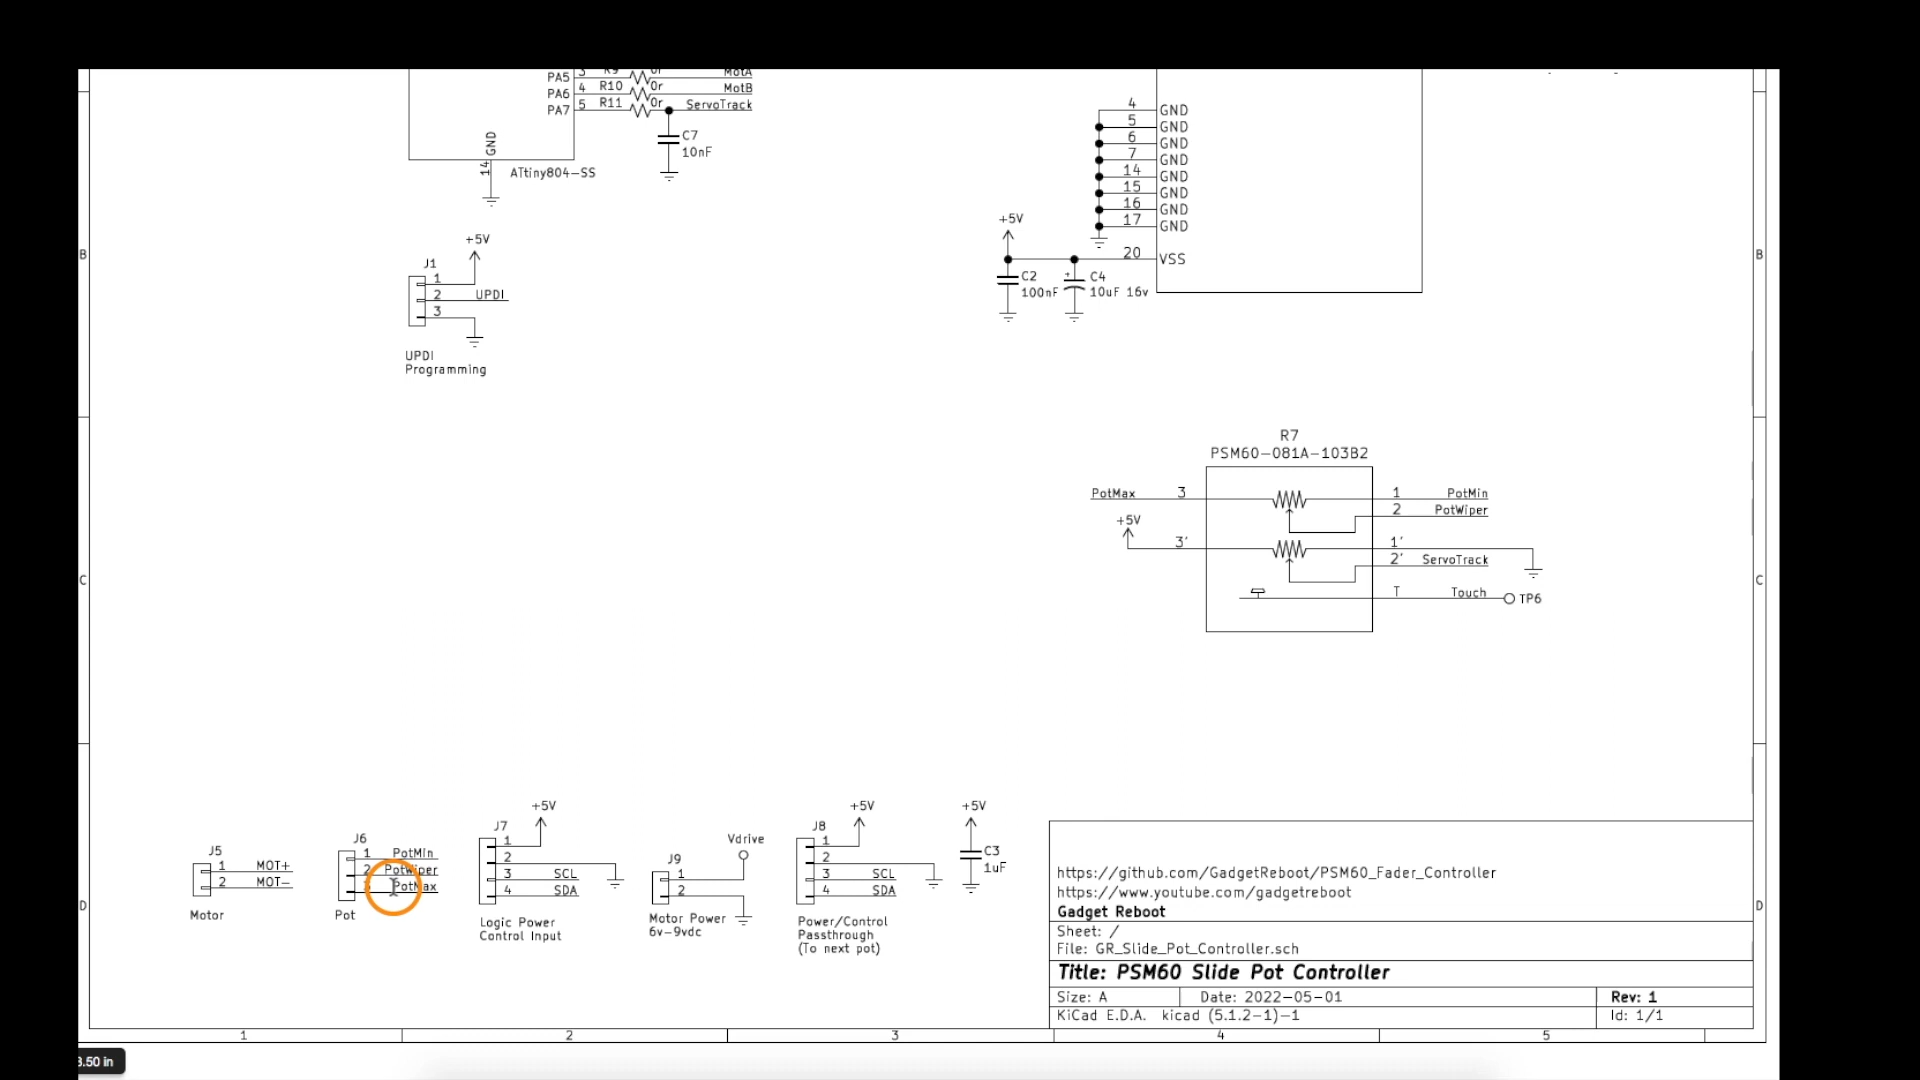 PA5 3 R9 0r MotA
PA6 4 R10 0r MotB
PA7 5 R11 0r ServoTrack
C7
10nF
GND
14
ATtiny804-SS
4 GND
5 GND
6 GND
7 GND
14 GND
15 GND
16 GND
17 GND
+5V
20 VSS
C2
100nF
+ C4
10uF 16v
B
B
+5V
J1
1
2 UPDI
3
UPDI
Programming
R7
PSM60-081A-103B2
PotMax 3
1 PotMin
2 PotWiper
+5V
3'
1'
2' ServoTrack
T Touch TP6
C
C
J5
1 MOT+
2 MOT-
Motor
J6
1 PotMin
2 PotWiper
3 PotMax
Pot
+5V
J7
1
2
3 SCL
4 SDA
Logic Power
Control Input
Vdrive
J9
1
2
Motor Power
6v-9vdc
+5V
J8
1
2
3 SCL
4 SDA
Power/Control
Passthrough
(To next pot)
+5V
C3
1uF
D
D
https://github.com/GadgetReboot/PSM60_Fader_Controller
https://www.youtube.com/gadgetreboot
Gadget Reboot
Sheet: /
File: GR_Slide_Pot_Controller.sch
Title: PSM60 Slide Pot Controller
Size: A Date: 2022-05-01 Rev: 1
KiCad E.D.A. kicad (5.1.2-1)-1 Id: 1/1
1 2 3 4 5
.50 in